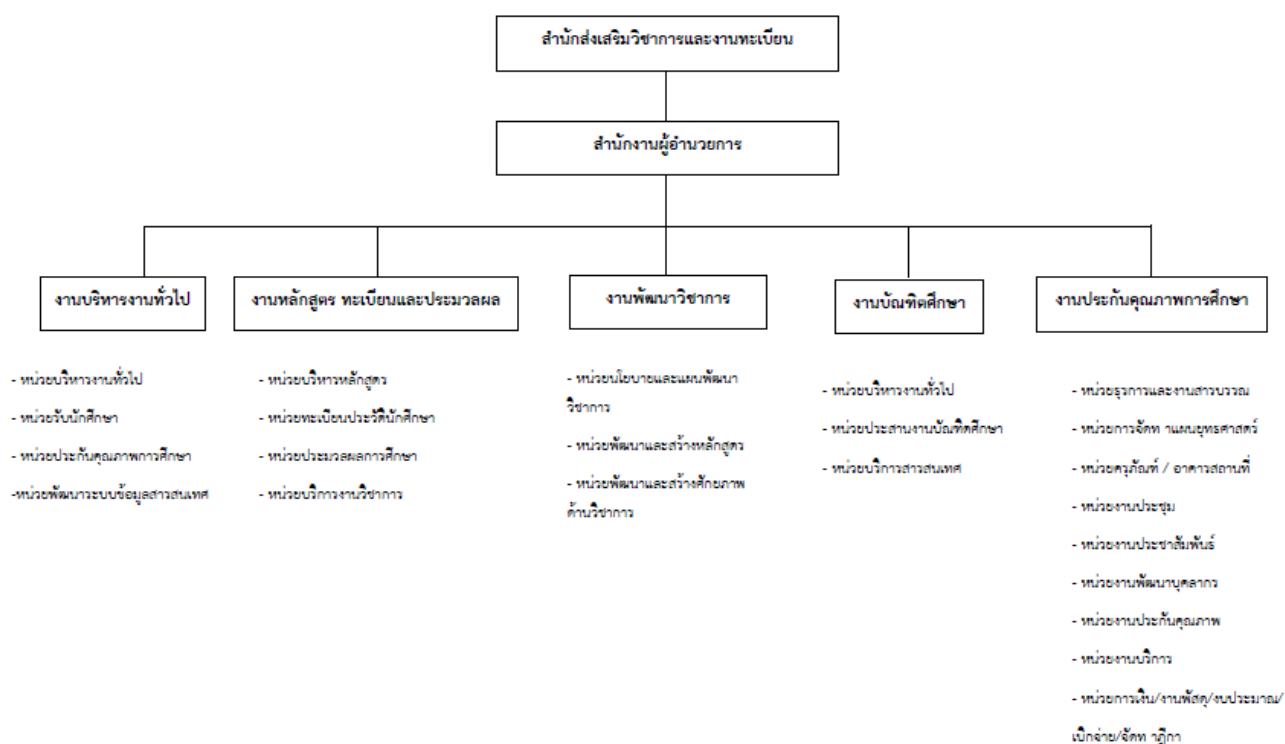 สำนักส่งเสริมวิชาการและงานทะเบียน
สำนักงานผู้อำนวยการ
งานบริหารงานทั่วไป
- หน่วยบริหารงานทั่วไป
- หน่วยรับนักศึกษา
- หน่วยประกันคุณภาพการศึกษา
-หน่วยพัฒนาระบบข้อมูลสารสนเทศ
งานหลักสูตร ทะเบียนและประมวลผล
- หน่วยบริหารหลักสูตร
- หน่วยทะเบียนประวัตินักศึกษา
- หน่วยประมวลผลการศึกษา
- หน่วยบริการงานวิชาการ
งานพัฒนาวิชาการ
- หน่วยนโยบายและแผนพัฒนา
วิชาการ
- หน่วยพัฒนาและสร้างหลักสูตร
- หน่วยพัฒนาและสร้างศักยภาพ
ด้านวิชาการ
งานบัณฑิตศึกษา
- หน่วยบริหารงานทั่วไป
- หน่วยประสานงานบัณฑิตศึกษา
- หน่วยบริการสารสนเทศ
งานประกันคุณภาพการศึกษา
- หน่วยธุรการและงานสารบรรณ
- หน่วยการจัดท าแผนยุทธศาสตร์
- หน่วยครุภัณฑ์ / อาคารสถานที่
- หน่วยงานประชุม
- หน่วยงานประชาสัมพันธ์
- หน่วยงานพัฒนาบุคลากร
- หน่วยงานประกันคุณภาพ
- หน่วยงานบริการ
- หน่วยการเงิน/งานพัสดุ/งบประมาณ/
เบิกจ่าย/จัดท าฎีกา